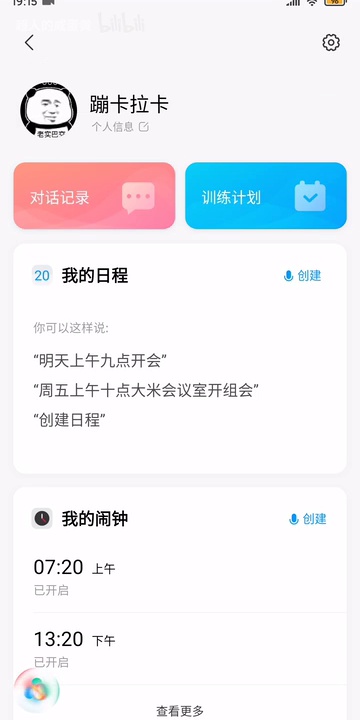 19:15
96
bilibili
蹦卡拉卡
个人信息
老实巴交
对话记录
训练计划
20 我的日程
创建
你可以这样说:
“明天上午九点开会”
“周五上午十点大米会议室开组会”
“创建日程”
我的闹钟
创建
07:20 上午
已开启
13:20 下午
已开启
查看更多